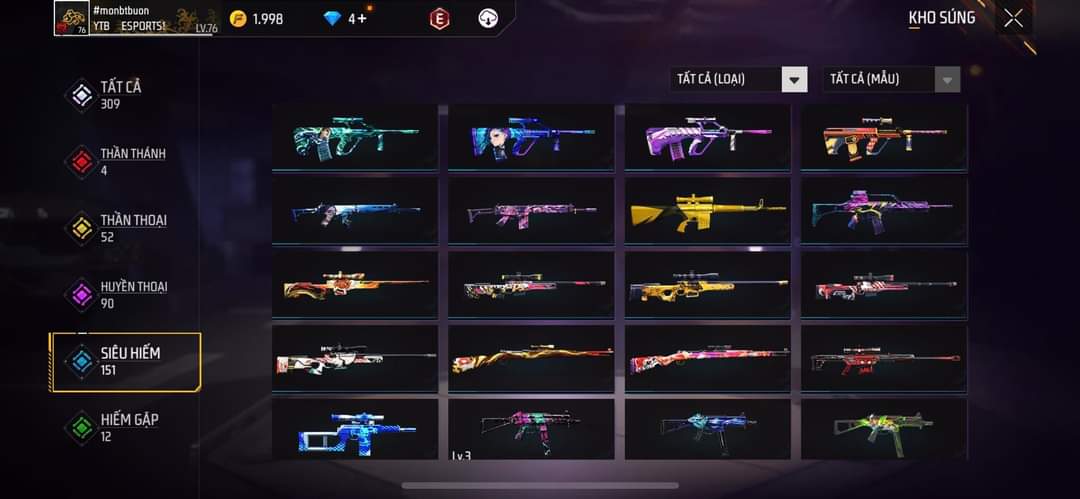 #monbtbuon
YTB ESPORTS!
76
LV.76
1.998
4+
E
KHO SÚNG
TẤT CẢ (LOẠI)
TẤT CẢ (MẪU)
TẤT CẢ
309
THẦN THÁNH
4
THẦN THOẠI
52
HUYỀN THOẠI
90
SIÊU HIẾM
151
HIẾM GẶP
12
Lv.3